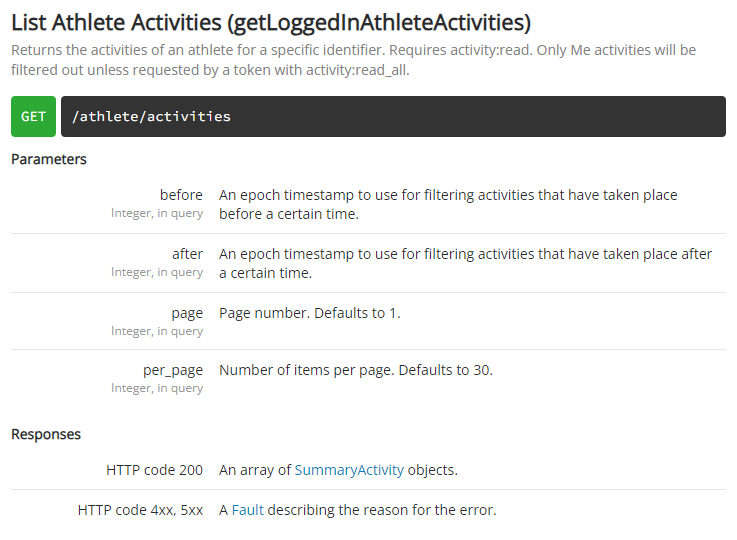 List Athlete Activities (getLoggedInAthleteActivities)
Returns the activities of an athlete for a specific identifier. Requires activity:read. Only Me activities will be
filtered out unless requested by a token with activity:read_all.
GET /athlete/activities
Parameters
before An epoch timestamp to use for filtering activities that have taken place
Integer, in query before a certain time.
after An epoch timestamp to use for filtering activities that have taken place after
Integer, in query a certain time.
page Page number. Defaults to 1.
Integer, in query
per_page Number of items per page. Defaults to 30.
Integer, in query
Responses
HTTP code 200 An array of SummaryActivity objects.
HTTP code 4xx, 5xx A Fault describing the reason for the error.